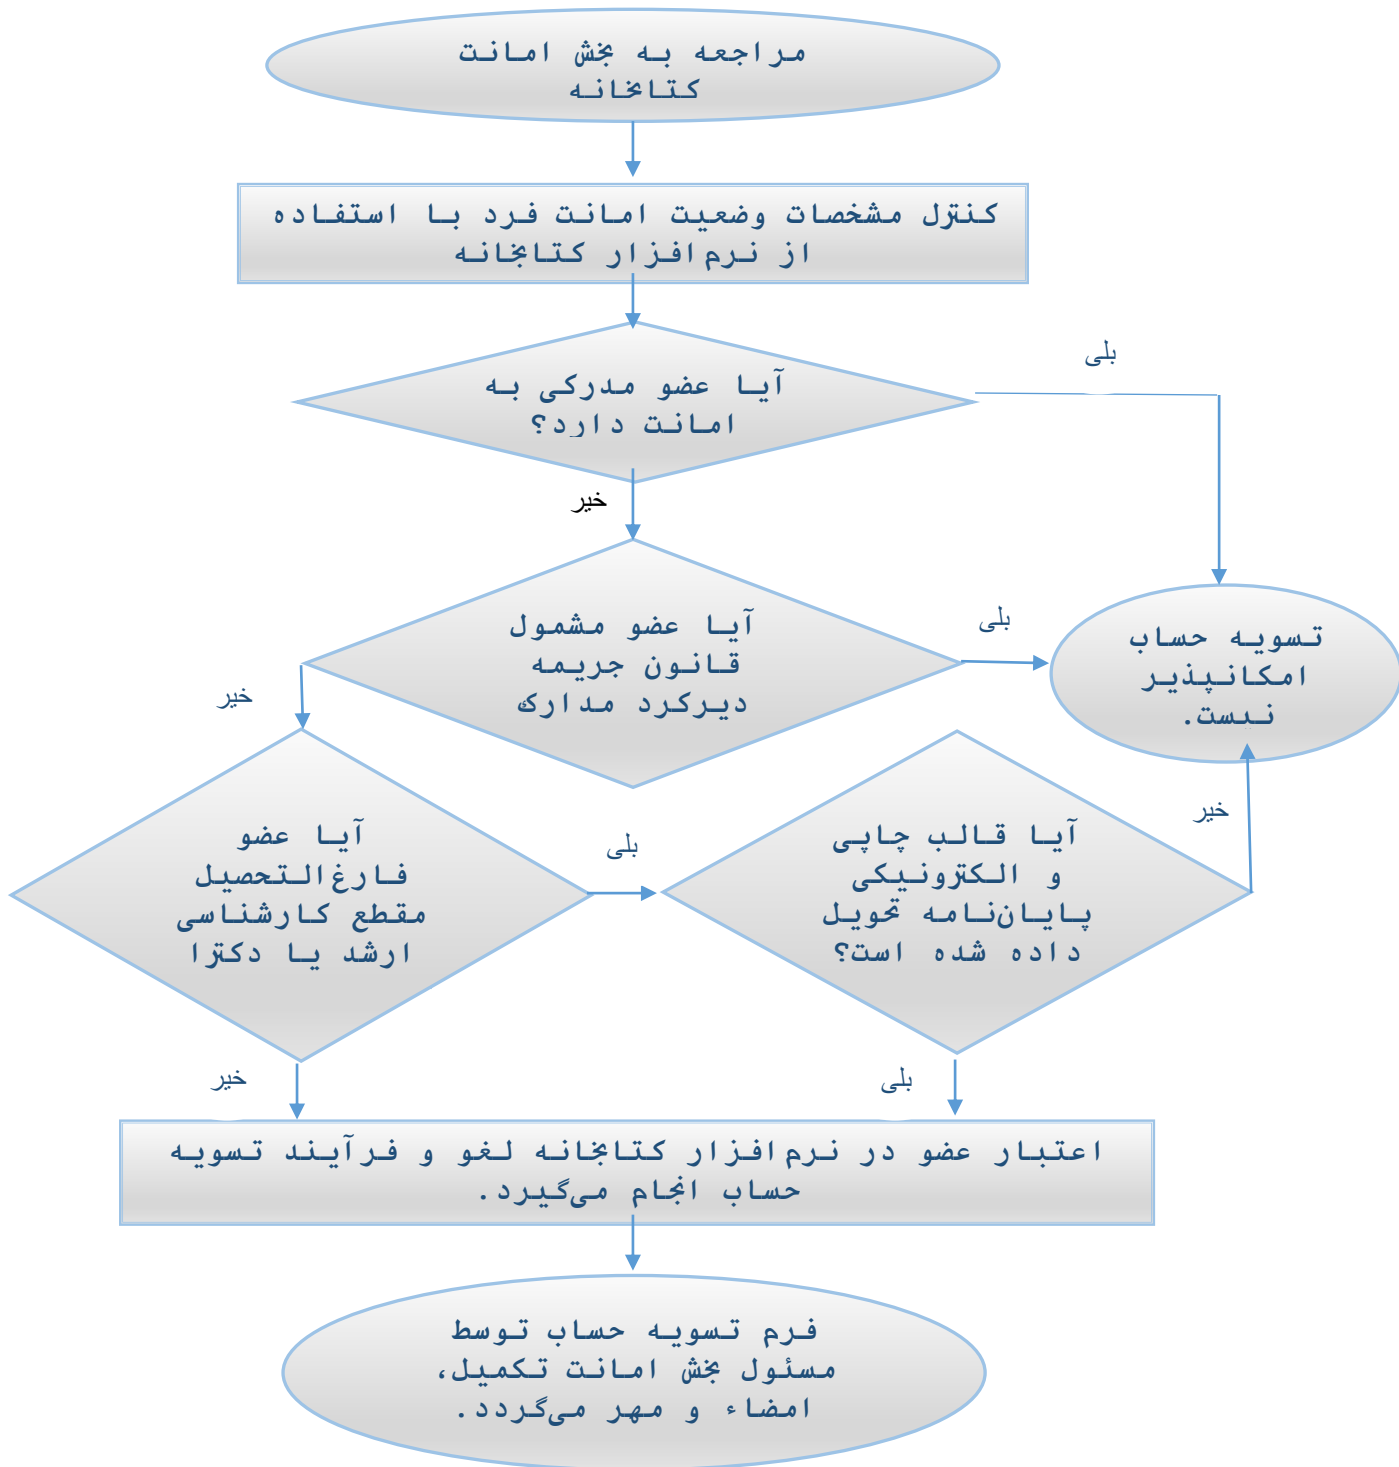 مراجعه به بخش امانت
کتابخانه
کنترل مشخصات وضعیت امانت فرد با استفاده
از نرم‌افزار کتابخانه
بلی
آیا عضو مدرکی به
امانت دارد؟
خیر
آیا عضو مشمول
قانون جریمه
دیرکرد مدارک
بلی
تسویه حساب
امکانپذیر
نیست.
خیر
آیا عضو
فارغ‌التحصیل
مقطع کارشناسی
ارشد یا دکترا
بلی
آیا قالب چاپی
و الکترونیکی
پایان‌نامه تحویل
داده شده است؟
خیر
خیر
بلی
اعتبار عضو در نرم‌افزار کتابخانه لغو و فرآیند تسویه
حساب انجام می‌گیرد.
فرم تسویه حساب توسط
مسئول بخش امانت تکمیل،
امضاء و مهر می‌گردد.